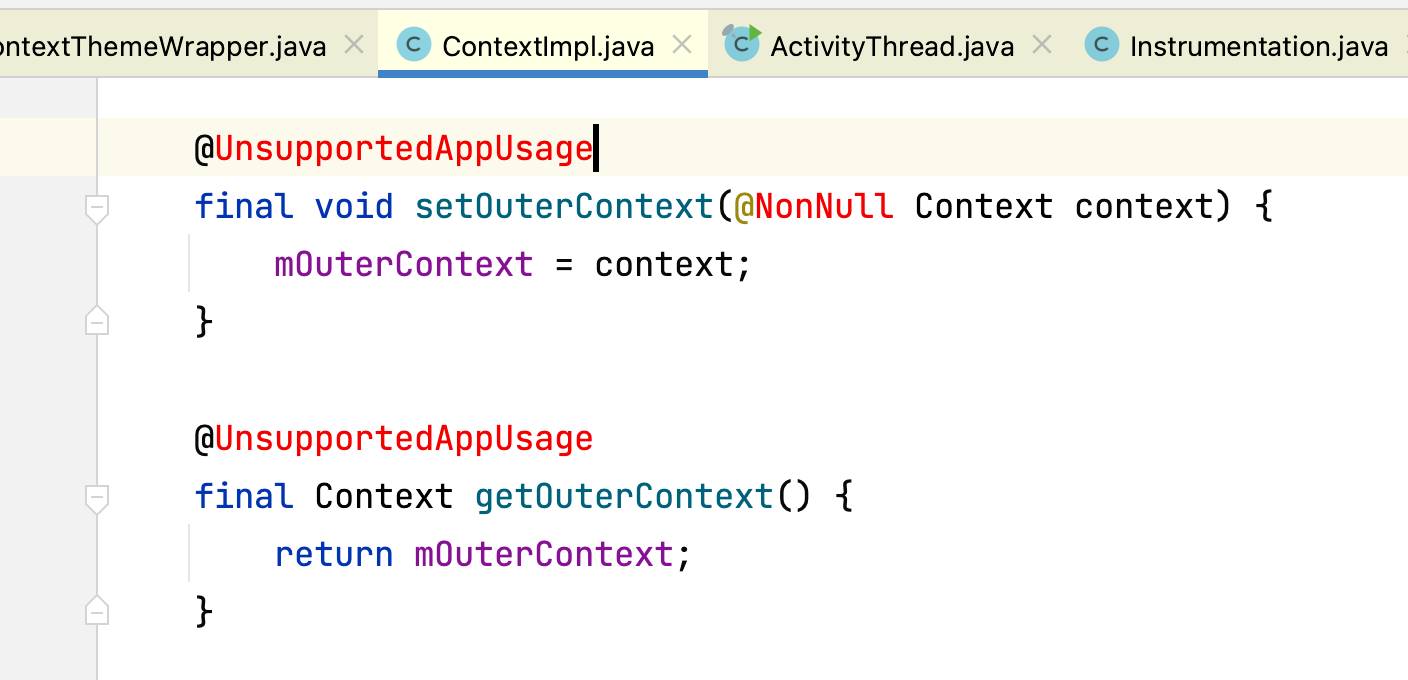 ontextThemeWrapper.java ContextImpl.java ActivityThread.java Instrumentation.java
@UnsupportedAppUsage
final void setOuterContext(@NonNull Context context) {
mOuterContext = context;
}
@UnsupportedAppUsage
final Context getOuterContext() {
return mOuterContext;
}